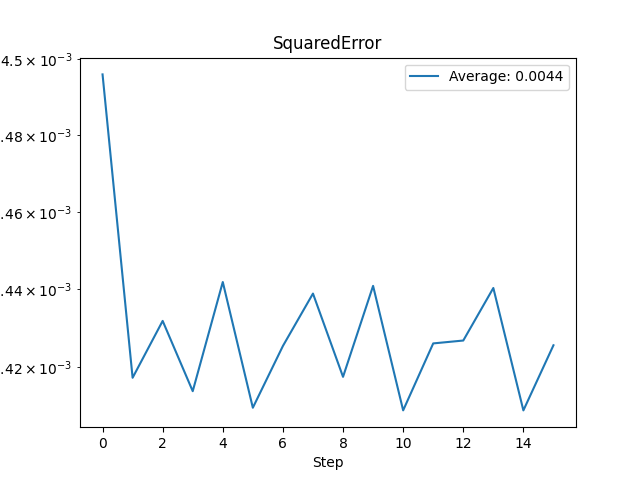 SquaredError
Average: 0.0044
4.5 × 10⁻³
.48 × 10⁻³
.46 × 10⁻³
.44 × 10⁻³
.42 × 10⁻³
0 2 4 6 8 10 12 14
Step